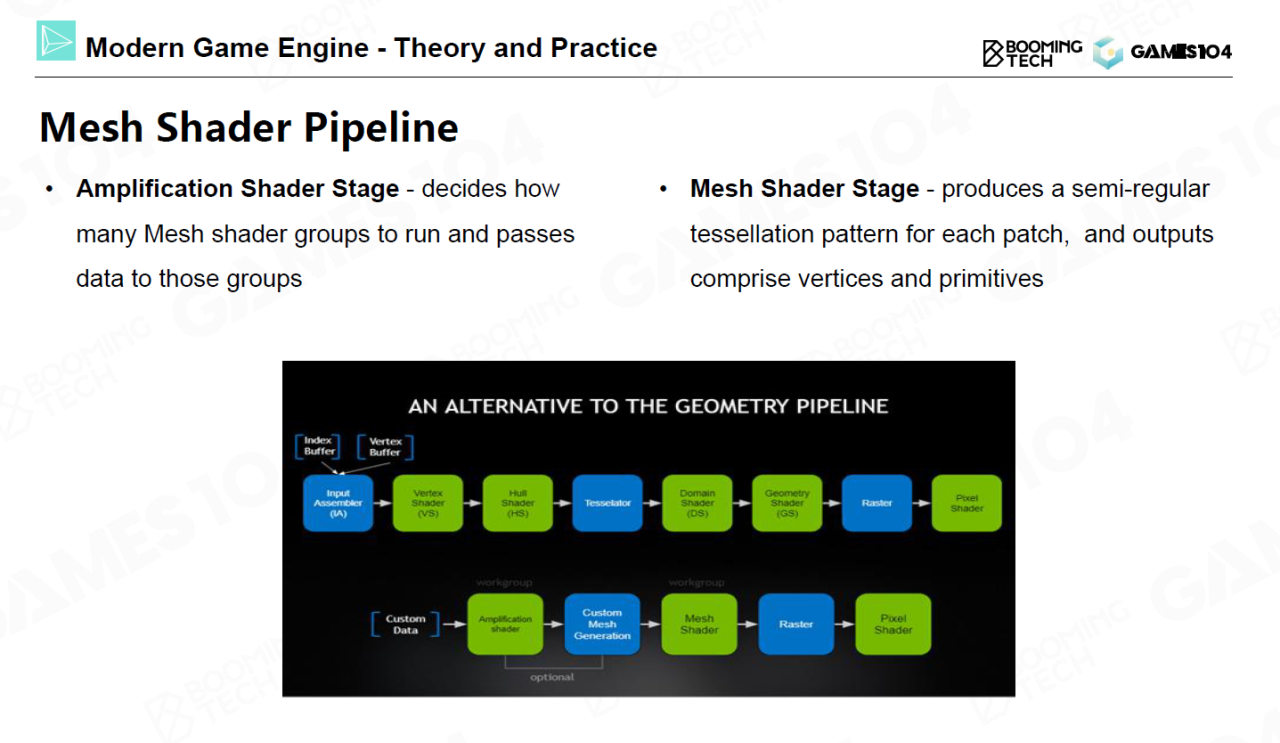 Modern Game Engine - Theory and Practice
BOOMING
TECH
GAMES104
Mesh Shader Pipeline
• Amplification Shader Stage - decides how
many Mesh shader groups to run and passes
data to those groups
• Mesh Shader Stage - produces a semi-regular
tessellation pattern for each patch, and outputs
comprise vertices and primitives
AN ALTERNATIVE TO THE GEOMETRY PIPELINE
Index
Buffer
Vertex
Buffer
Input
Assembler
(IA)
Vertex
Shader
(VS)
Hull
Shader
(HS)
Tesselator
Domain
Shader
(DS)
Geometry
Shader
(GS)
Raster
Pixel
Shader
workgroup
workgroup
Custom
Data
Amplification
shader
Custom
Mesh
Generation
Mesh
Shader
Raster
Pixel
Shader
optional